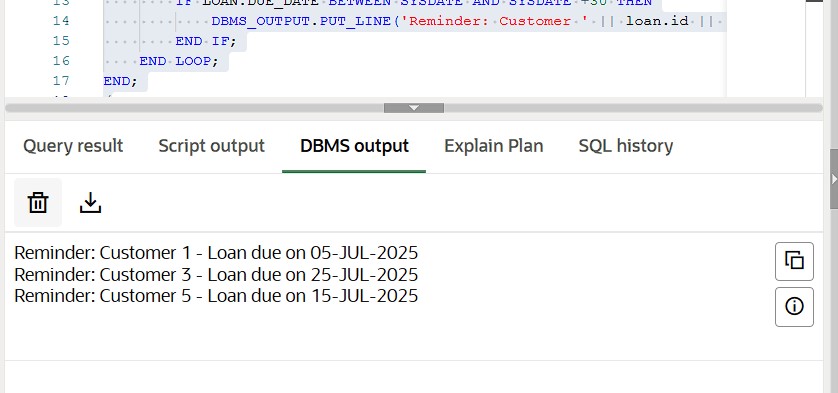 13 IF LOAN.DUE_DATE BETWEEN SYSDATE AND SYSDATE +30 THEN
14 DBMS_OUTPUT.PUT_LINE('Reminder: Customer ' || loan.id ||
15 END IF;
16 END LOOP;
17 END;
Query result Script output DBMS output Explain Plan SQL history
Reminder: Customer 1 - Loan due on 05-JUL-2025
Reminder: Customer 3 - Loan due on 25-JUL-2025
Reminder: Customer 5 - Loan due on 15-JUL-2025